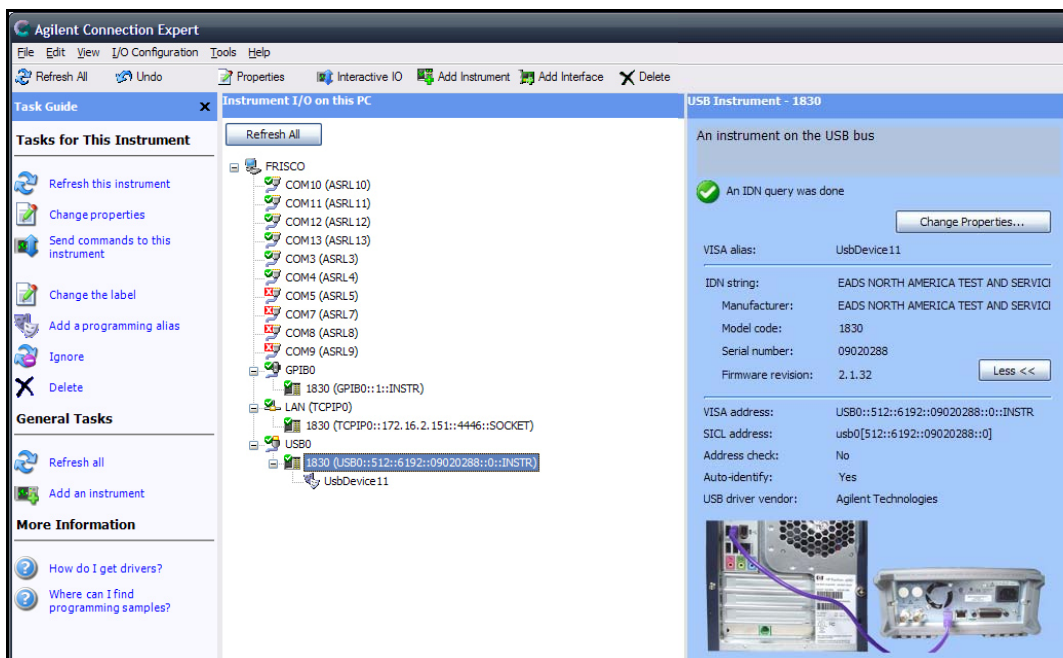 Agilent Connection Expert
File Edit View I/O Configuration Tools Help
Refresh All Undo Properties Interactive IO Add Instrument Add Interface Delete
Task Guide x
Tasks for This Instrument
Refresh this instrument
Change properties
Send commands to this
instrument
Change the label
Add a programming alias
Ignore
Delete
General Tasks
Refresh all
Add an instrument
More Information
How do I get drivers?
Where can I find
programming samples?
Instrument I/O on this PC
Refresh All
FRISCO
COM10 (ASRL10)
COM11 (ASRL11)
COM12 (ASRL12)
COM13 (ASRL13)
COM3 (ASRL3)
COM4 (ASRL4)
COM5 (ASRL5)
COM7 (ASRL7)
COM8 (ASRL8)
COM9 (ASRL9)
GPIB0
1830 (GPIB0::1::INSTR)
LAN (TCPIP0)
1830 (TCPIP0::172.16.2.151::4446::SOCKET)
USB0
1830 (USB0::512::6192::09020288::0::INSTR)
UsbDevice11
USB Instrument - 1830
An instrument on the USB bus
An IDN query was done
Change Properties...
VISA alias: UsbDevice11
IDN string: EADS NORTH AMERICA TEST AND SERVICI
Manufacturer: EADS NORTH AMERICA TEST AND SERVICI
Model code: 1830
Serial number: 09020288
Firmware revision: 2.1.32
Less <<
VISA address: USB0::512::6192::09020288::0::INSTR
SICL address: usb0[512::6192::09020288::0]
Address check: No
Auto-identify: Yes
USB driver vendor: Agilent Technologies